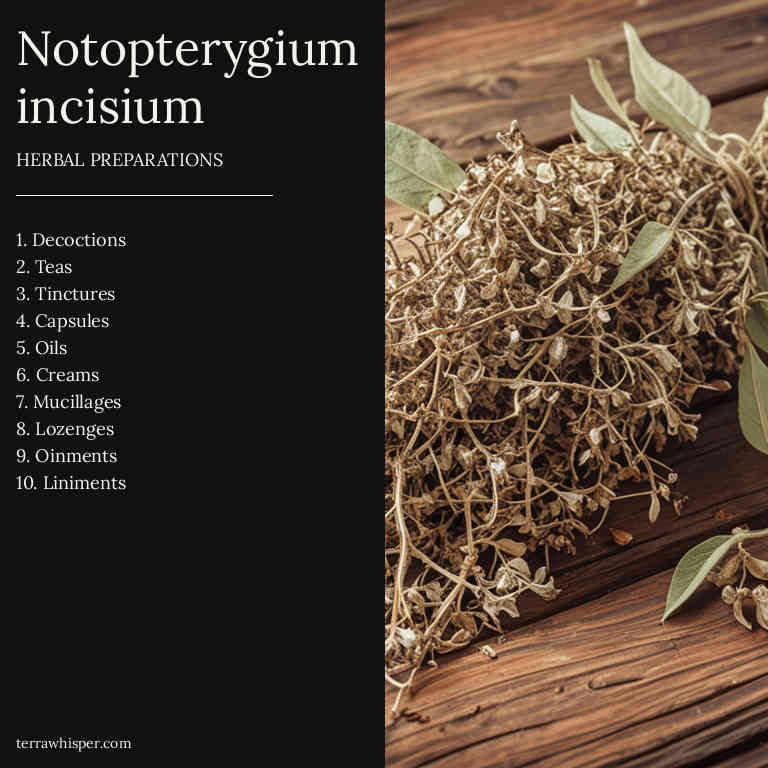 Notopterygium
incisium
HERBAL PREPARATIONS
1. Decoctions
2. Teas
3. Tinctures
4. Capsules
5. Oils
6. Creams
7. Mucillages
8. Lozenges
9. Oinments
10. Liniments
terrawhisper.com